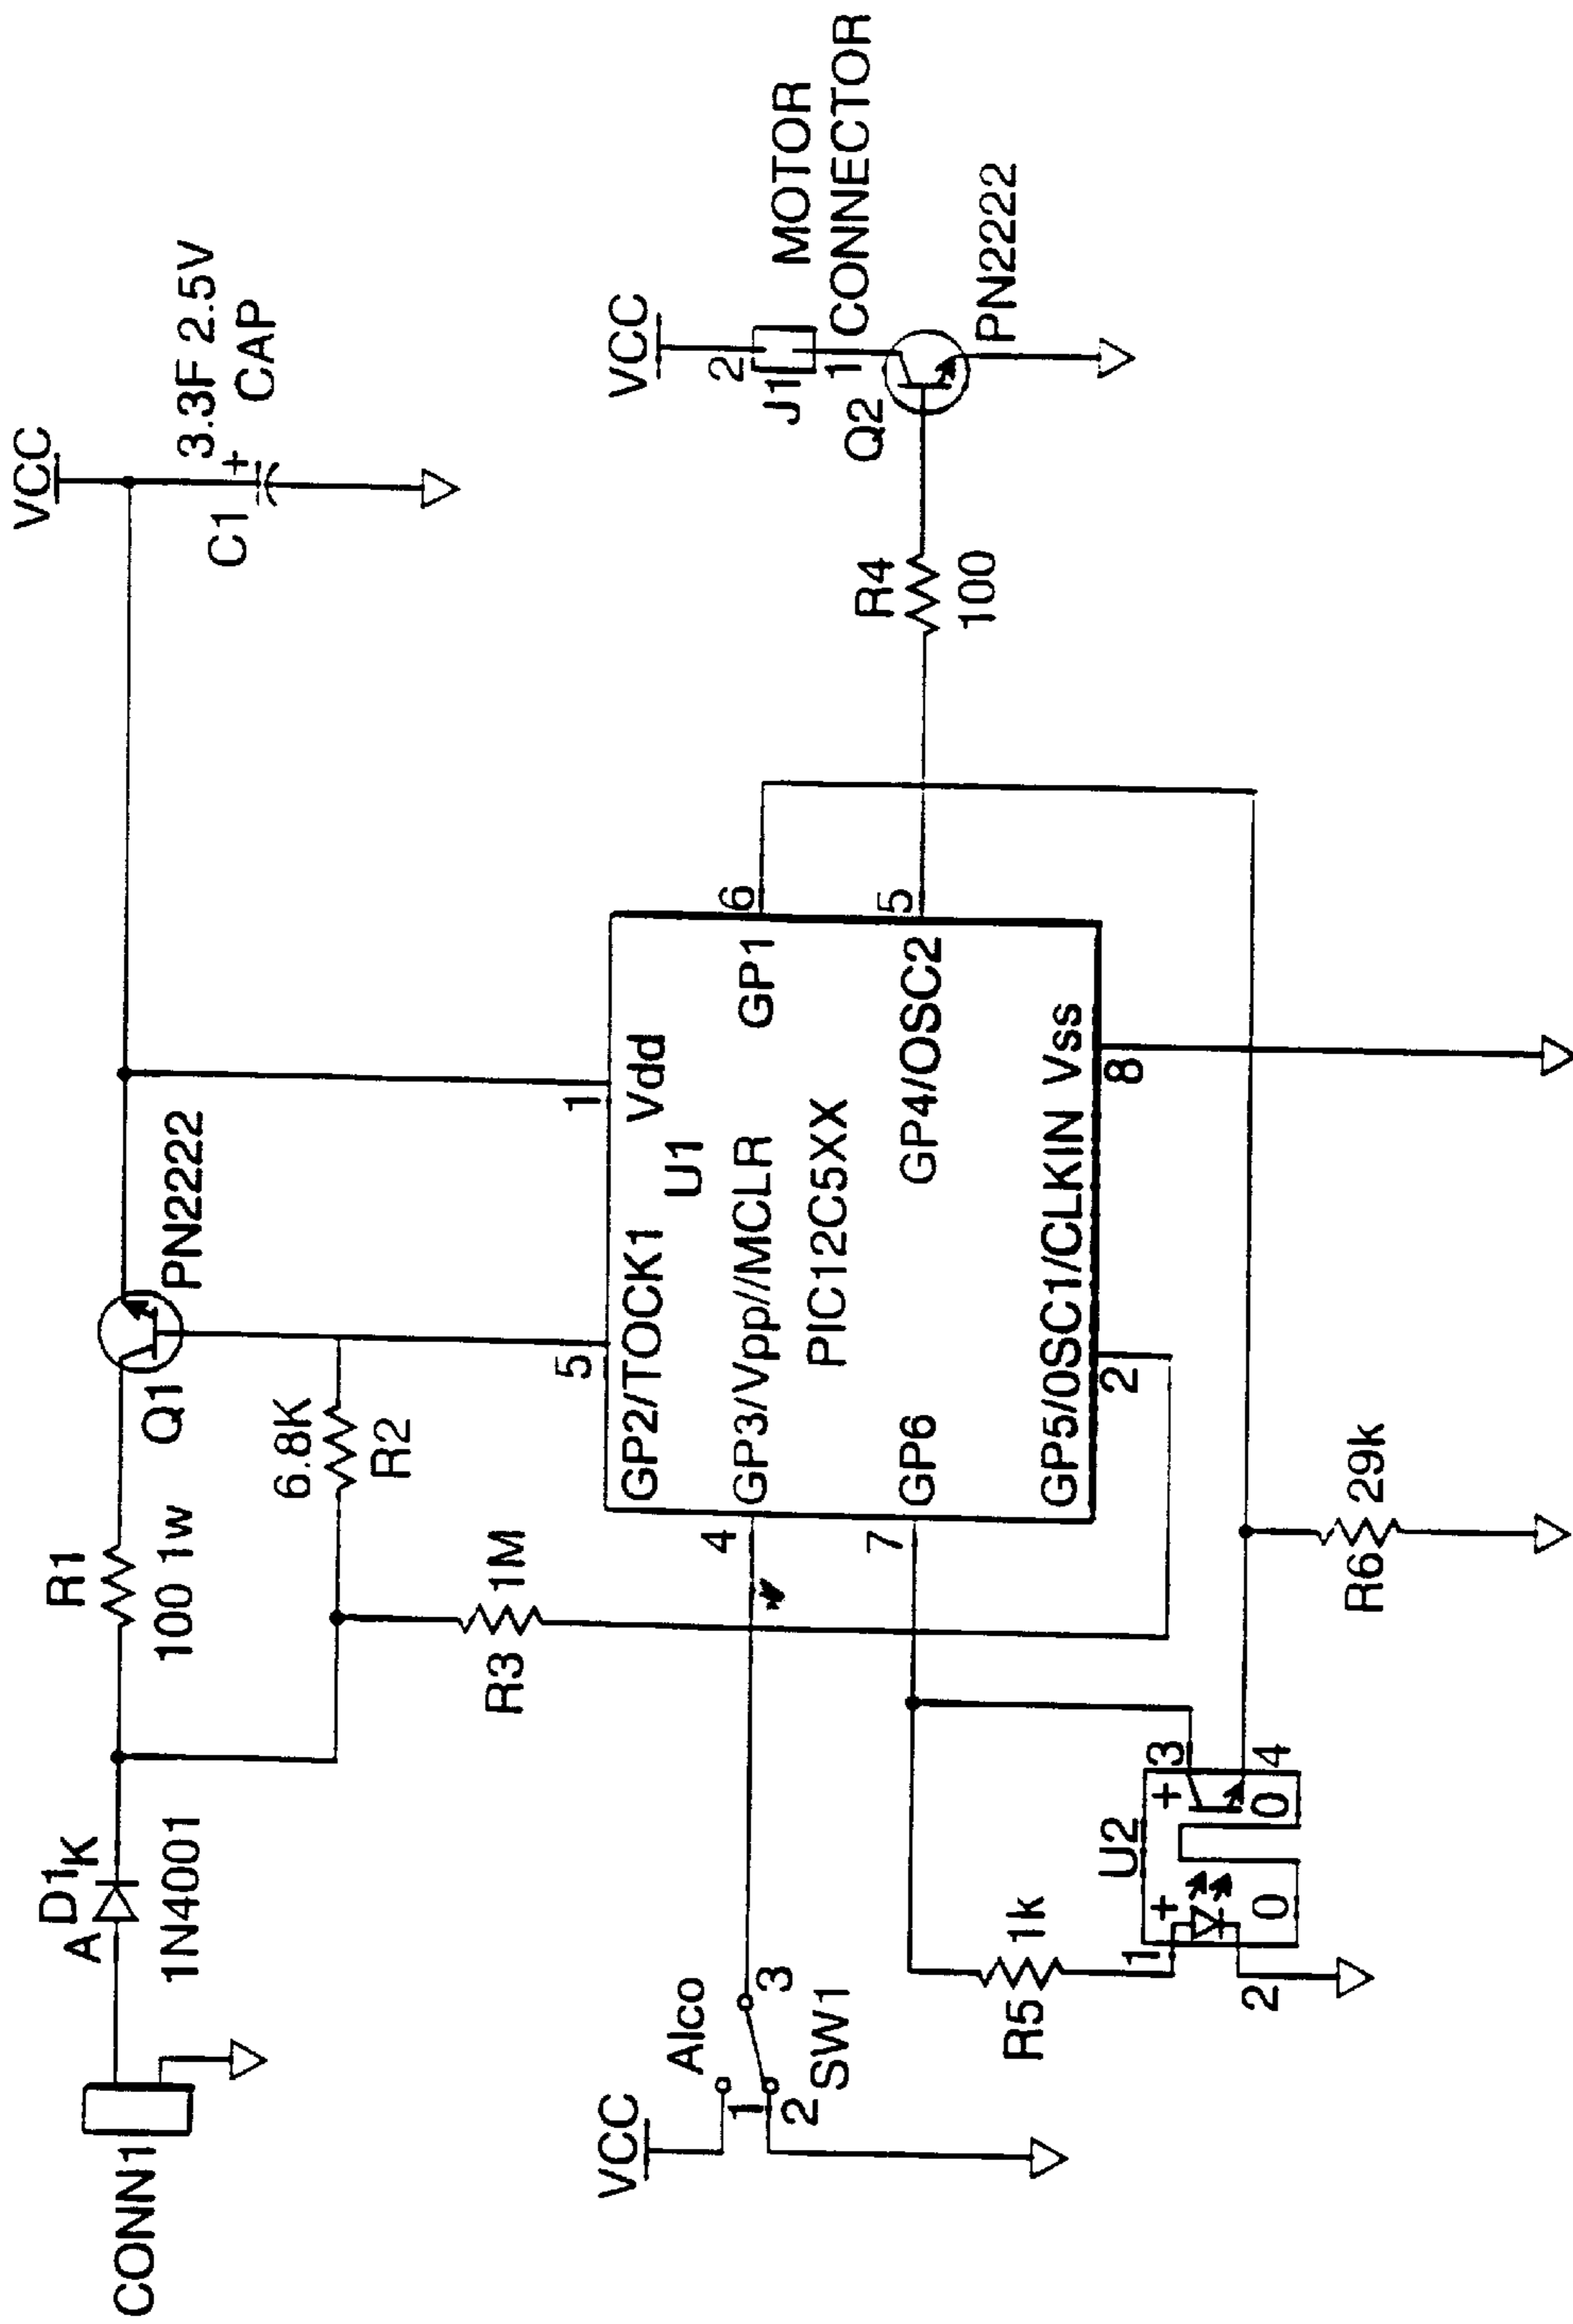 CONN1
A
D1
K
1N4001
R1
100 1w
Q1
PN2222
VCC
C1
+
3.3F 2.5V
CAP
6.8K
R2
R3
1M
VCC
Alco
1
2
3
SW1
5
1
GP2/TOCK1
Vdd
U1
4
GP3/Vpp//MCLR
GP1
6
PIC12C5XX
7
GP6
GP4/OSC2
5
GP5/0SC1/CLKIN
Vss
2
8
R4
100
VCC
2
J1
1
MOTOR
CONNECTOR
Q2
PN2222
R5
1k
U2
1
+
+
3
2
0
0
4
R6
29k